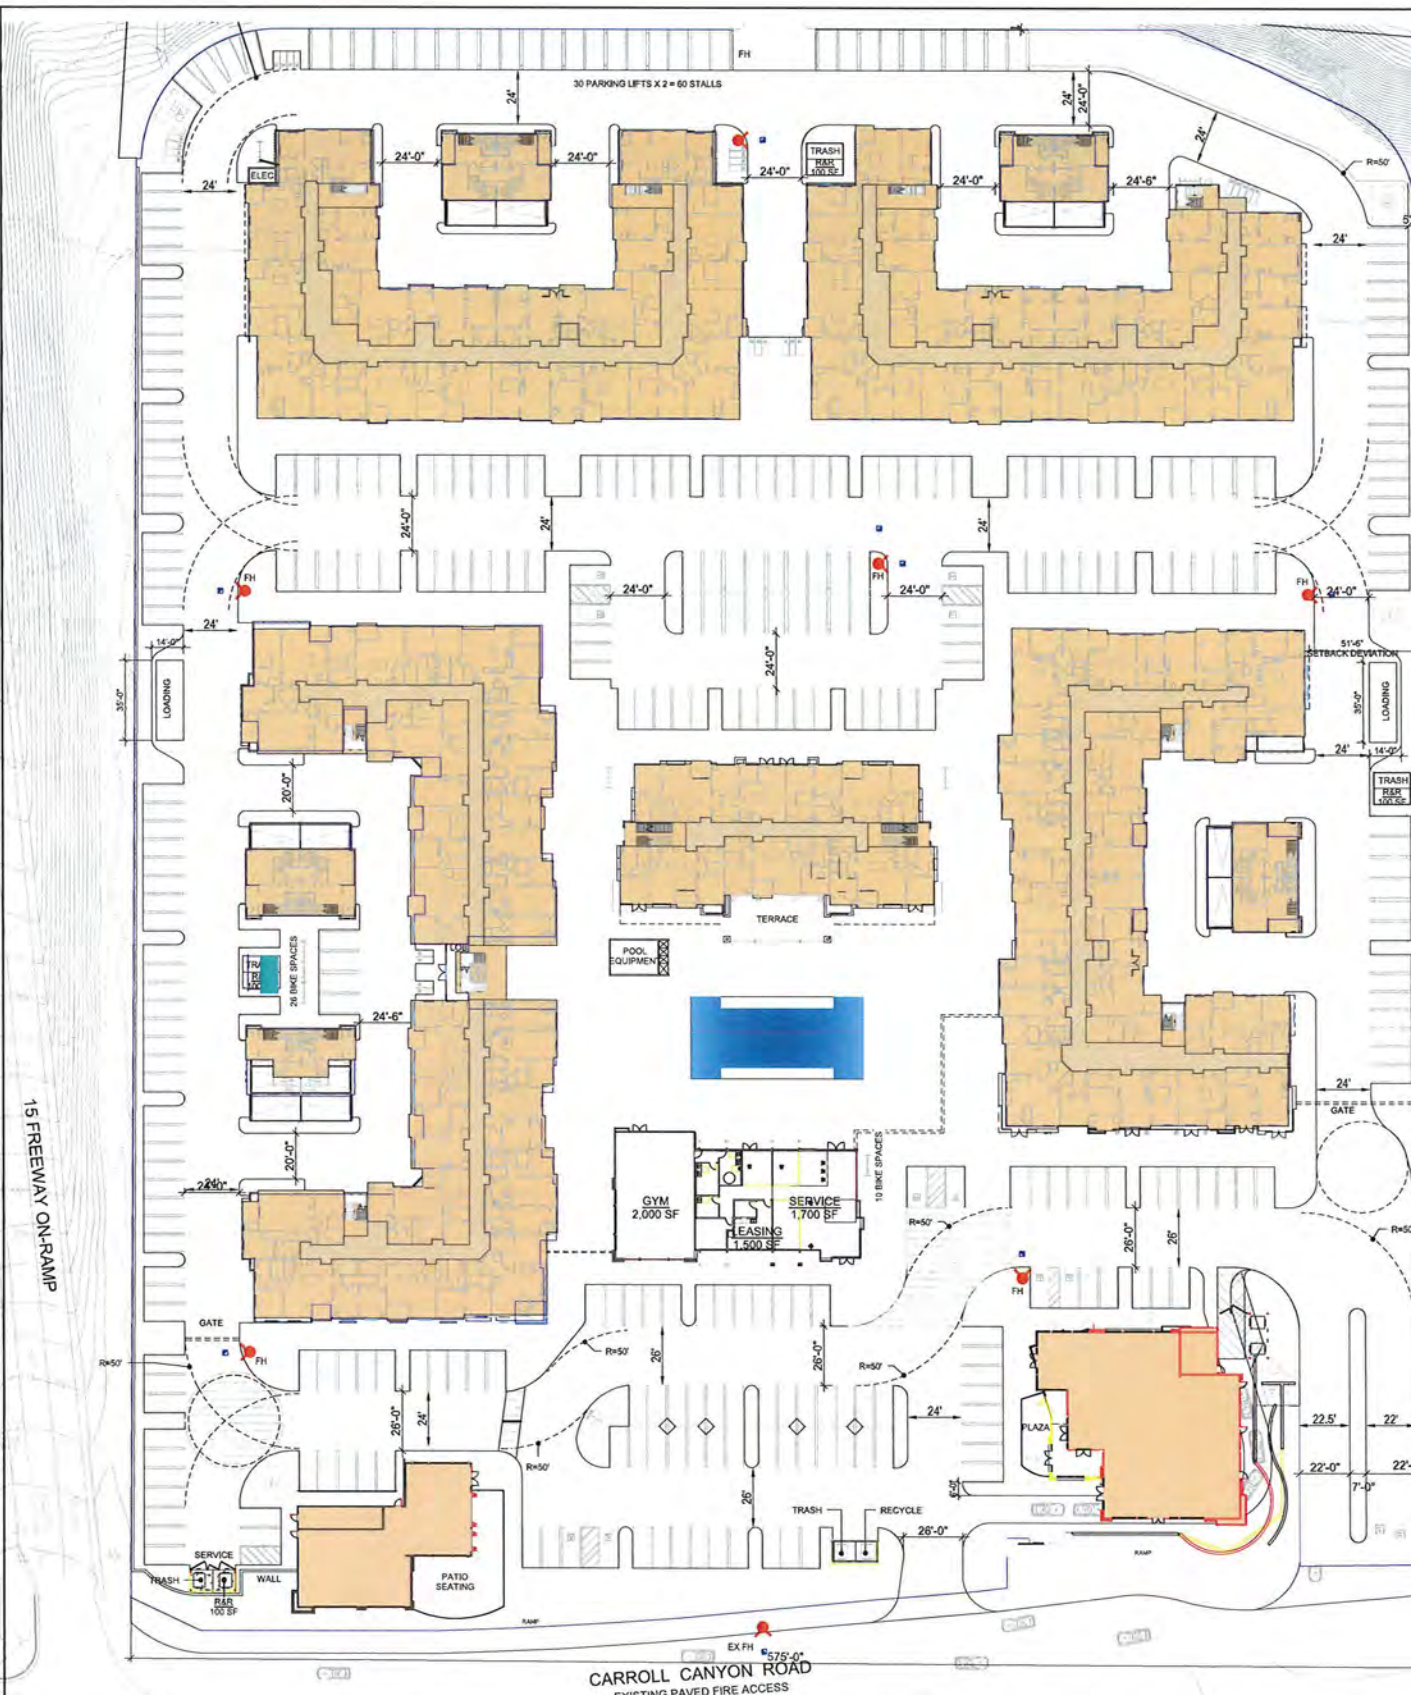 FH
30 PARKING LIFTS X 2 = 60 STALLS
24'
24'
24'-0"
24'
R=50'
ELEC
24'-0"
24'-0"
TRASH
R&R
100 SF
24'-0"
24'-0"
24'-6"
24'
24'
24'-0"
24'
24'
FH
24'-0"
FH
24'-0"
FH
24'-0"
24'
14'-0"
35'-0"
LOADING
24'-0"
51'-6"
SETBACK DEVIATION
35'-0"
LOADING
24'
14'-0"
20'-0"
TRASH
R&R
100 SF
TERRACE
POOL
EQUIPMENT
26 BIKE SPACES
24'-6"
24'
GATE
15 FREEWAY ON-RAMP
20'-0"
10 BIKE SPACES
GYM
2,000 SF
SERVICE
1,700 SF
LEASING
1,500 SF
R=50'
26'-0"
26'
R=50'
FH
GATE
FH
R=50'
R=50'
26'
26'-0"
R=50'
26'-0"
24'
24'
PLAZA
22.5'
22'
R=50'
22'-0"
7'-0"
26'
6'-0"
TRASH
RECYCLE
26'-0"
RAMP
SERVICE
TRASH
WALL
R&R
100 SF
PATIO
SEATING
RAMP
EX FH
575'-0"
CARROLL CANYON ROAD
EXISTING PAVED FIRE ACCESS